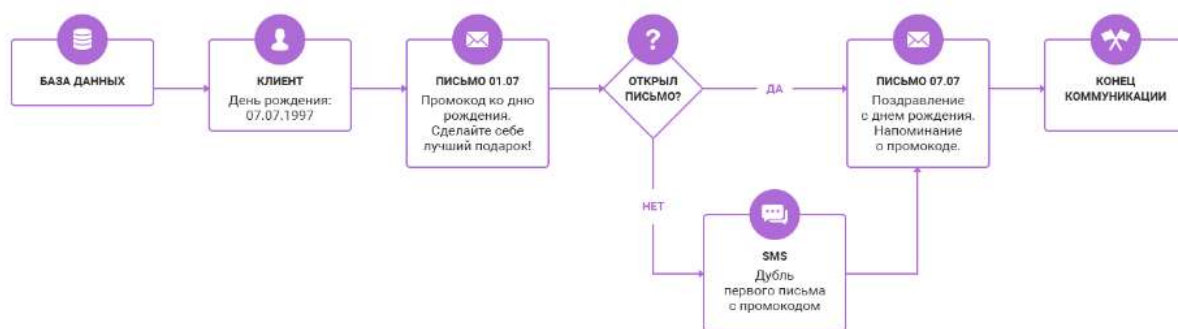 БАЗА ДАННЫХ
КЛИЕНТ
День рождения:
07.07.1997
ПИСЬМО 01.07
Промокод ко дню
рождения.
Сделайте себе
лучший подарок!
?
ОТКРЫЛ
ПИСЬМО?
ДА
НЕТ
SMS
Дубль
первого письма
с промокодом
ПИСЬМО 07.07
Поздравление
с днем рождения.
Напоминание
о промокоде.
КОНЕЦ
КОММУНИКАЦИИ